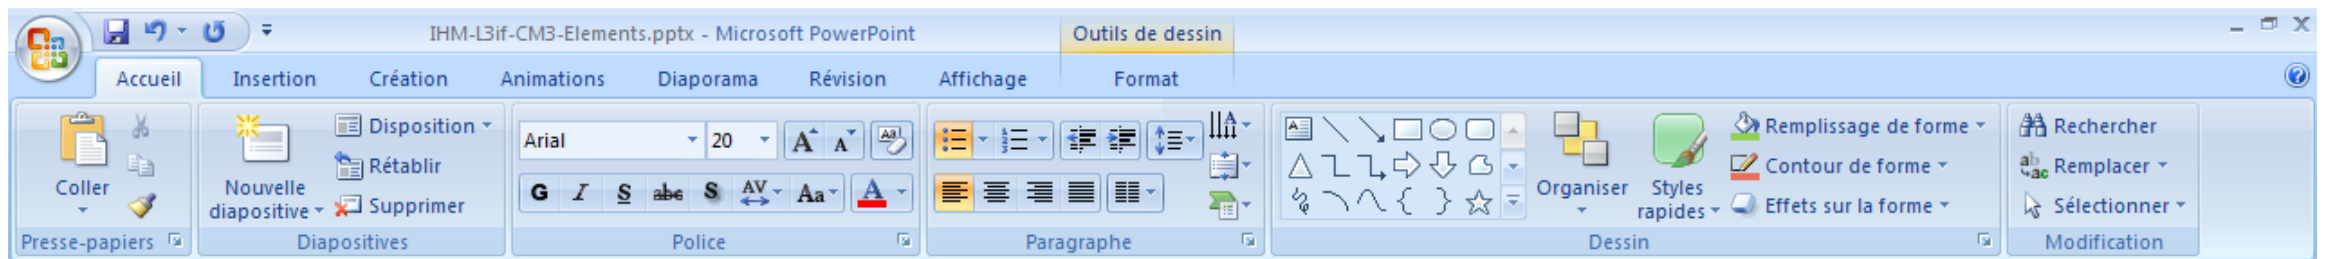 IHM-L3if-CM3-Elements.pptx - Microsoft PowerPoint
Outils de dessin
Accueil Insertion Création Animations Diaporama Révision Affichage Format
Coller
Presse-papiers
Nouvelle
diapositive
Disposition
Rétablir
Supprimer
Diapositives
Arial 20 A A Aa
G I S abc S AV Aa A
Police
Paragraphe
Organiser
Styles
rapides
Remplissage de forme
Contour de forme
Effets sur la forme
Dessin
Rechercher
Remplacer
Sélectionner
Modification